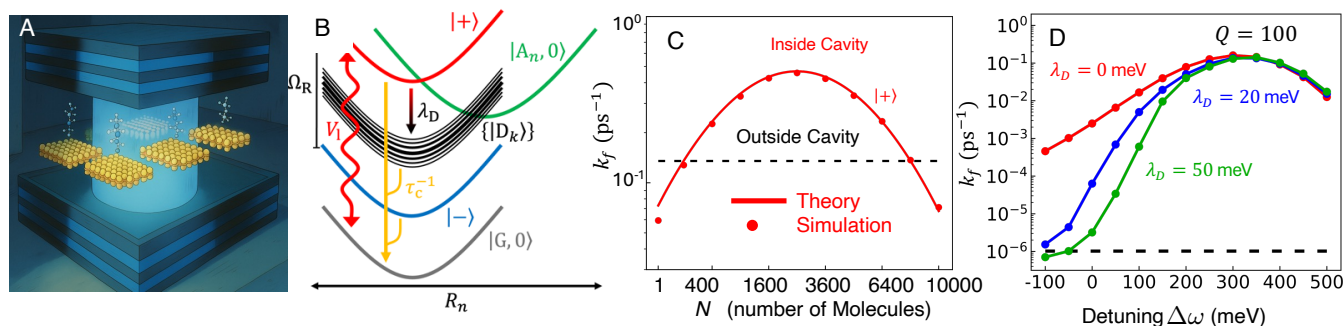 A
B
|+⟩
|A_n, 0⟩
Ω_R
λ_D
V_l
{|D_k⟩}
τ_c^{-1}
|−⟩
|G, 0⟩
R_n
C
10^0
Inside Cavity
|+⟩
k_f (ps^{-1})
Outside Cavity
10^{-1}
Theory
Simulation
1 400 1600 3600 6400 10000
N (number of Molecules)
D
10^0
Q = 100
10^{-1}
λ_D = 0 meV
10^{-2}
λ_D = 20 meV
10^{-3}
k_f (ps^{-1})
10^{-4}
λ_D = 50 meV
10^{-5}
10^{-6}
-100 0 100 200 300 400 500
Detuning Δω (meV)